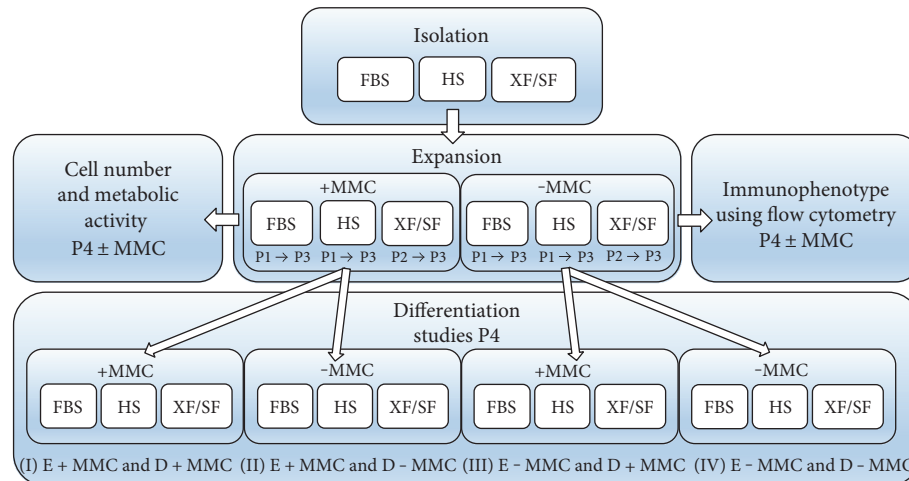 Isolation
FBS HS XF/SF
Cell number
and metabolic
activity
P4 ± MMC
Expansion
+MMC −MMC
FBS HS XF/SF FBS HS XF/SF
P1 → P3 P1 → P3 P2 → P3 P1 → P3 P1 → P3 P2 → P3
Immunophenotype
using flow cytometry
P4 ± MMC
Differentiation
studies P4
+MMC −MMC +MMC −MMC
FBS HS XF/SF FBS HS XF/SF FBS HS XF/SF FBS HS XF/SF
(I) E + MMC and D + MMC (II) E + MMC and D − MMC (III) E − MMC and D + MMC (IV) E − MMC and D − MMC